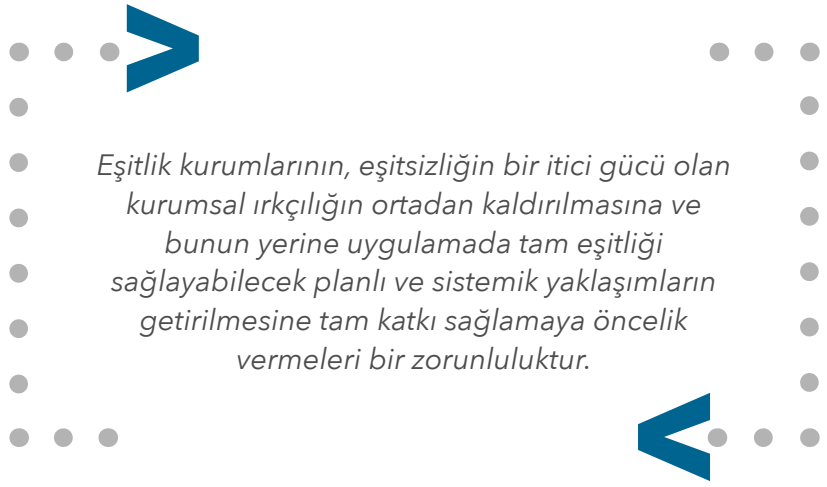 Eşitlik kurumlarının, eşitsizliğin bir itici gücü olan
kurumsal ırkçılığın ortadan kaldırılmasına ve
bunun yerine uygulamada tam eşitliği
sağlayabilecek planlı ve sistemik yaklaşımların
getirilmesine tam katkı sağlamaya öncelik
vermeleri bir zorunluluktur.